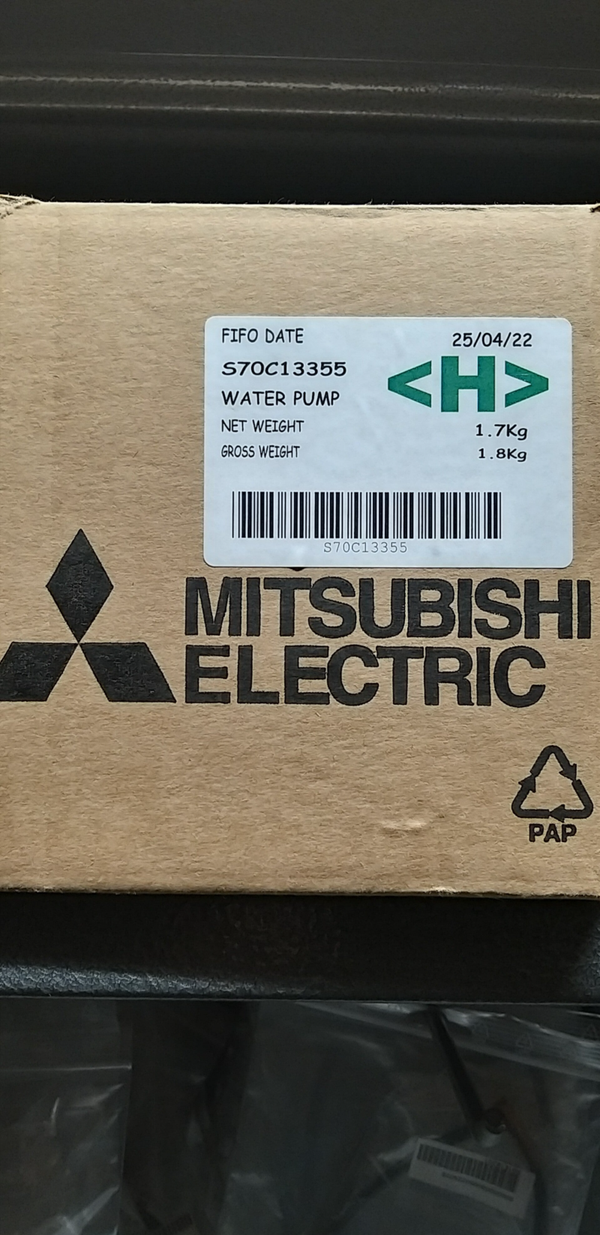 FIFO DATE 25/04/22
S70C13355
<H>
WATER PUMP
NET WEIGHT 1.7Kg
GROSS WEIGHT 1.8Kg
S70C13355
MITSUBISHI
ELECTRIC
PAP